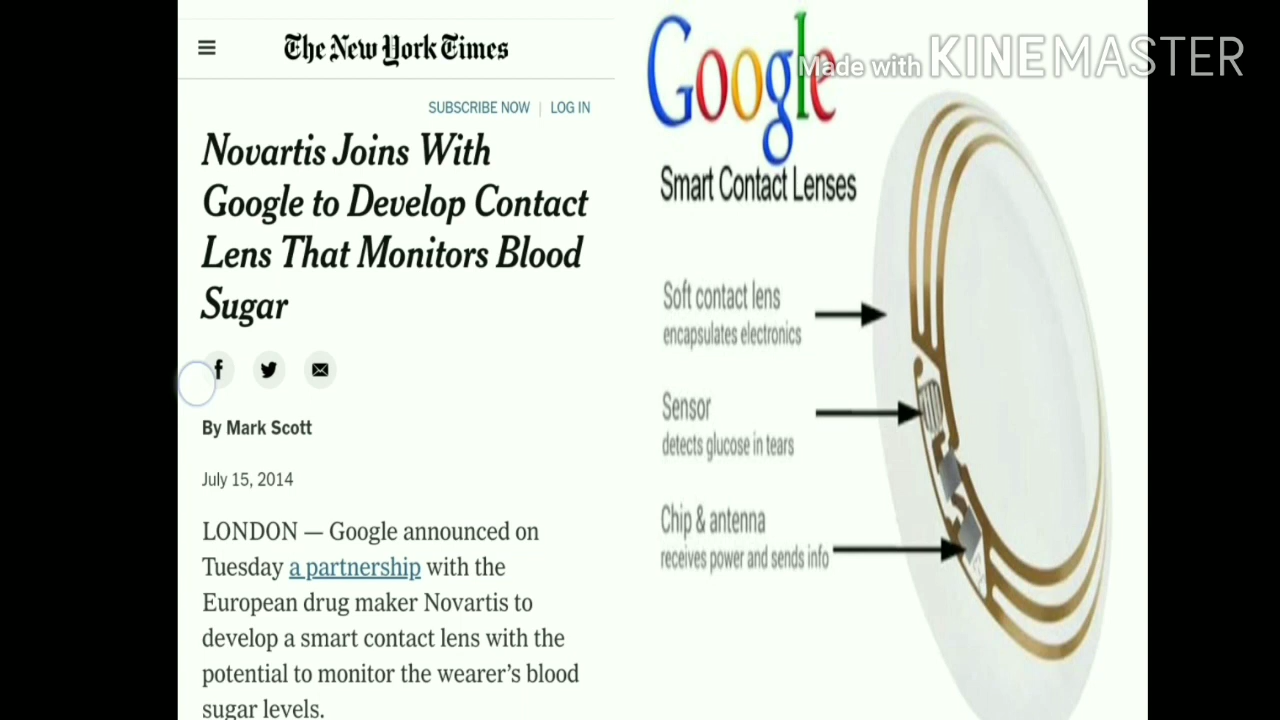 The New York Times
SUBSCRIBE NOW | LOG IN
Novartis Joins With
Google to Develop Contact
Lens That Monitors Blood
Sugar
By Mark Scott
July 15, 2014
LONDON — Google announced on
Tuesday a partnership with the
European drug maker Novartis to
develop a smart contact lens with the
potential to monitor the wearer’s blood
sugar levels.
Google
Made with KINEMASTER
Smart Contact Lenses
Soft contact lens
encapsulates electronics
Sensor
detects glucose in tears
Chip & antenna
receives power and sends info